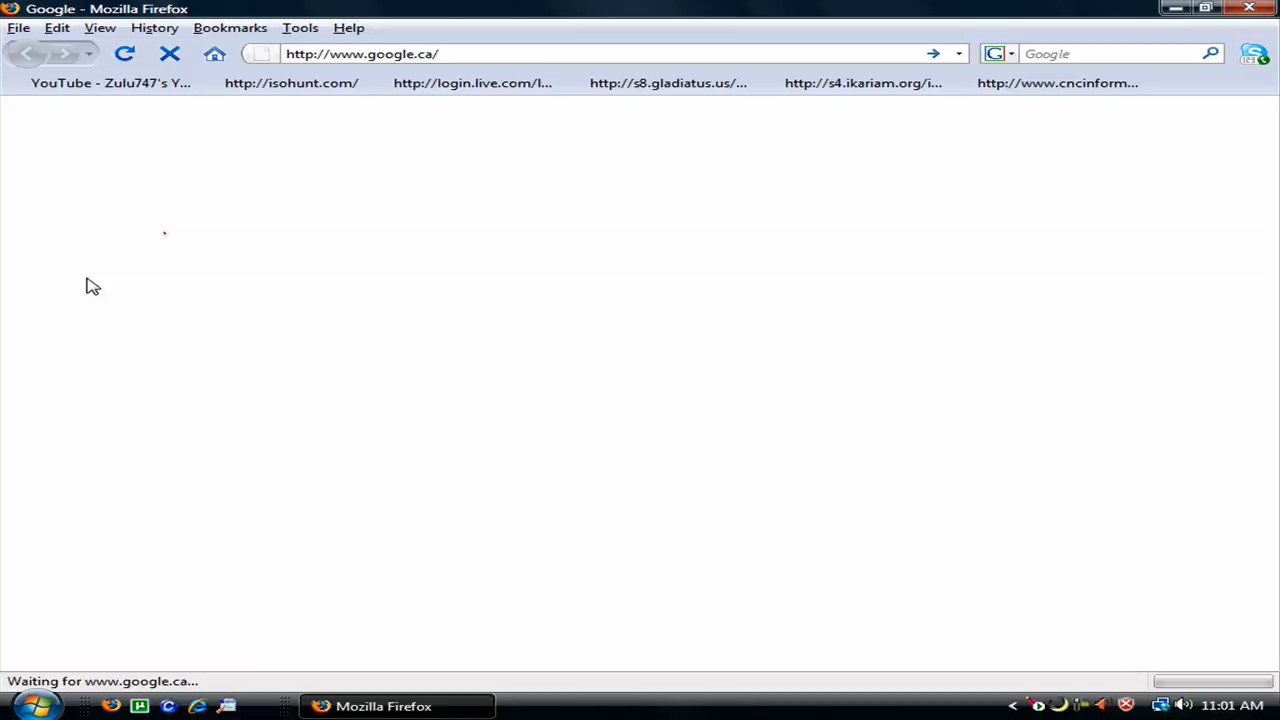 Google - Mozilla Firefox
File Edit View History Bookmarks Tools Help
http://www.google.ca/ Google
YouTube - Zulu747's Y... http://isohunt.com/ http://login.live.com/l... http://s8.gladiatus.us/... http://s4.ikariam.org/i... http://www.cncinform...
Waiting for www.google.ca...
Mozilla Firefox 11:01 AM